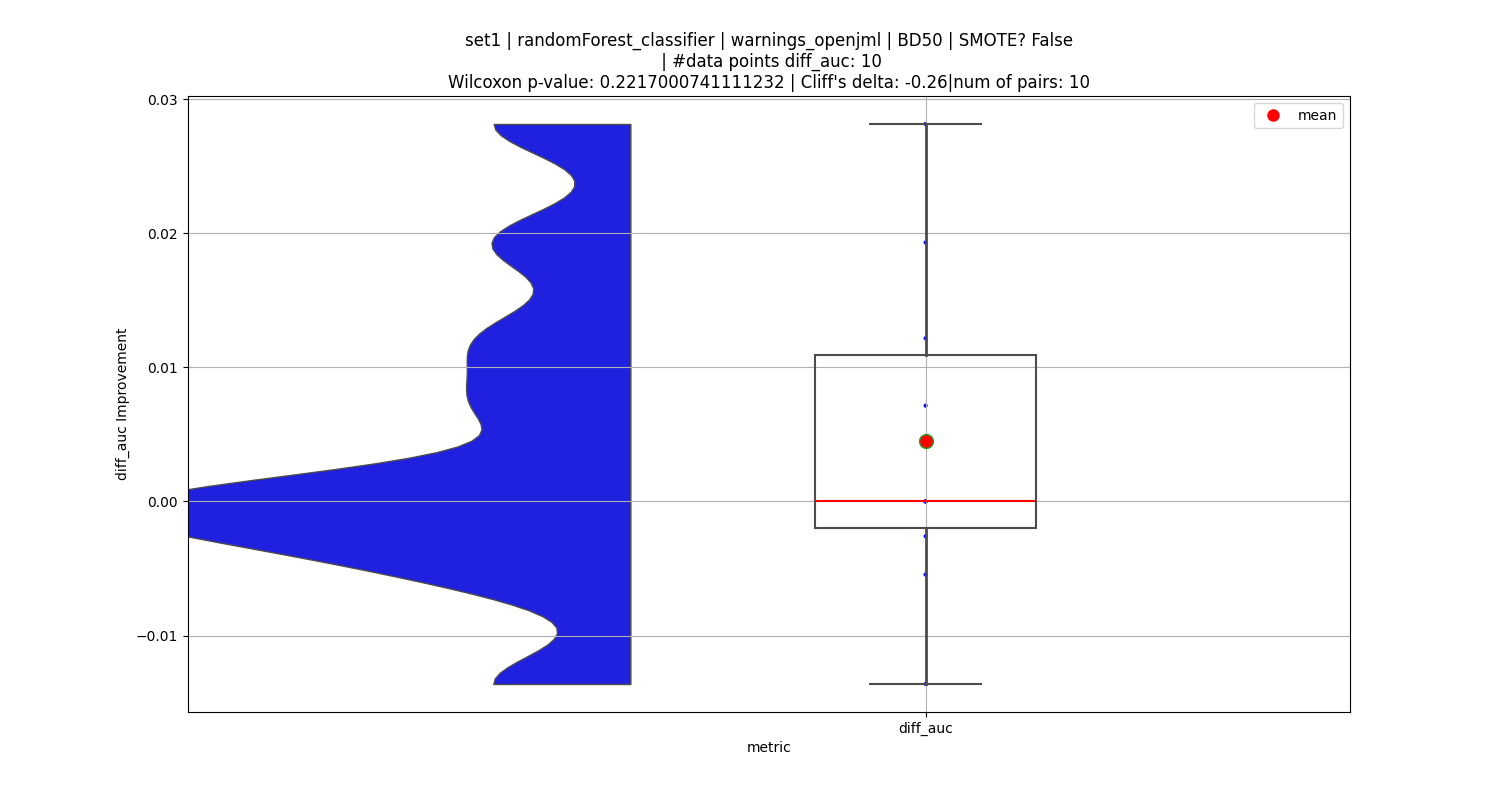 set1 | randomForest_classifier | warnings_openjml | BD50 | SMOTE? False
| #data points diff_auc: 10
Wilcoxon p-value: 0.2217000741111232 | Cliff's delta: -0.26|num of pairs: 10
mean
0.03
0.02
0.01
0.00
−0.01
diff_auc Improvement
diff_auc
metric